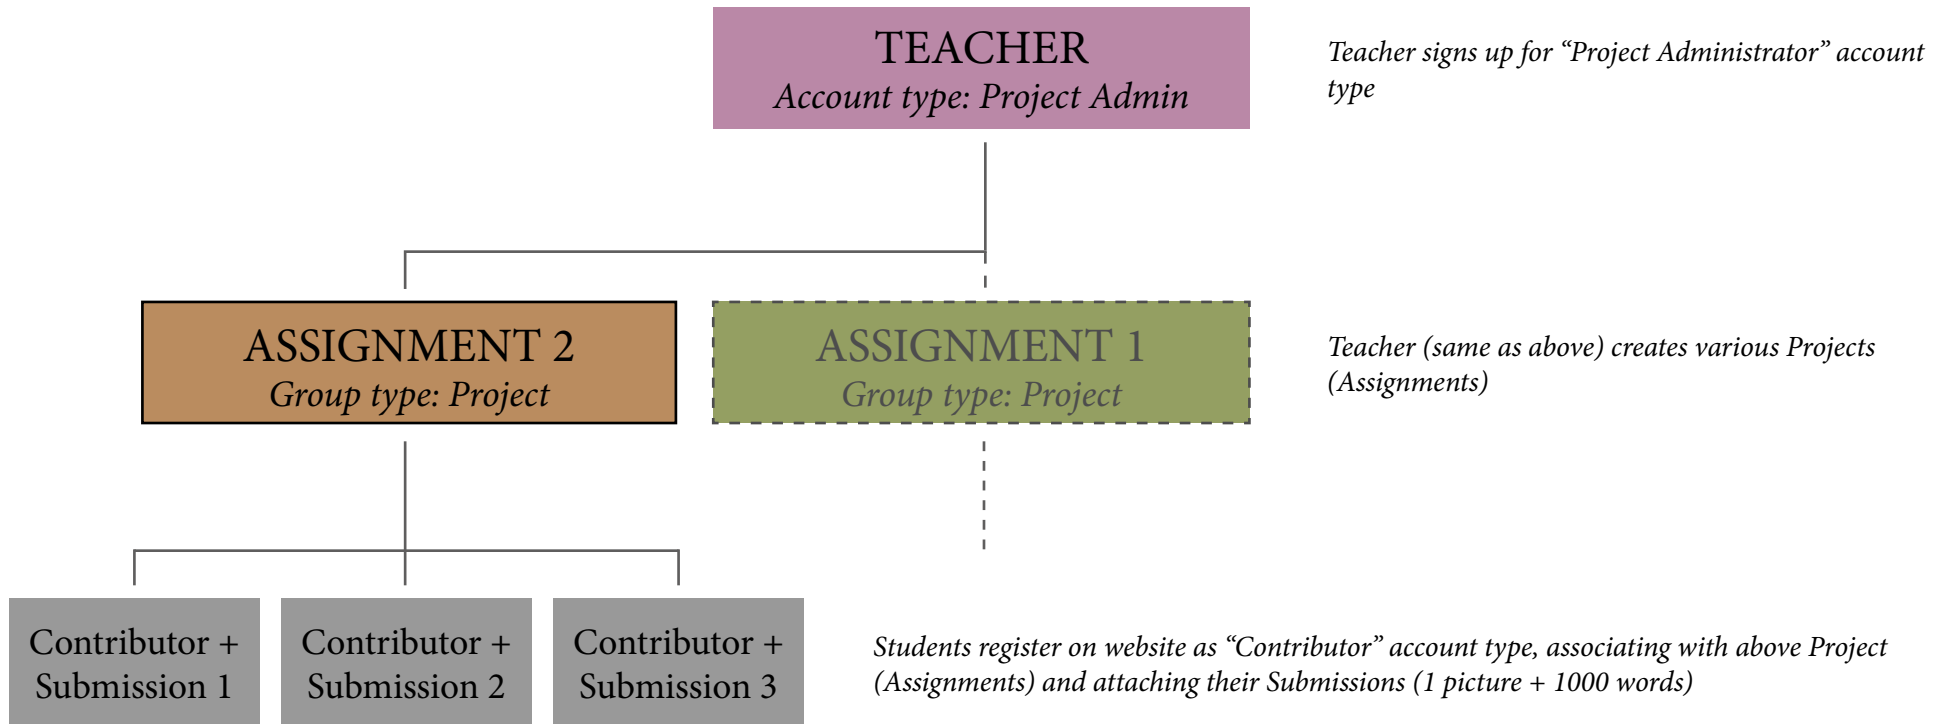 TEACHER
Account type: Project Admin
Teacher signs up for “Project Administrator” account
type
ASSIGNMENT 2
Group type: Project
ASSIGNMENT 1
Group type: Project
Teacher (same as above) creates various Projects
(Assignments)
Contributor +
Submission 1
Contributor +
Submission 2
Contributor +
Submission 3
Students register on website as “Contributor” account type, associating with above Project
(Assignments) and attaching their Submissions (1 picture + 1000 words)